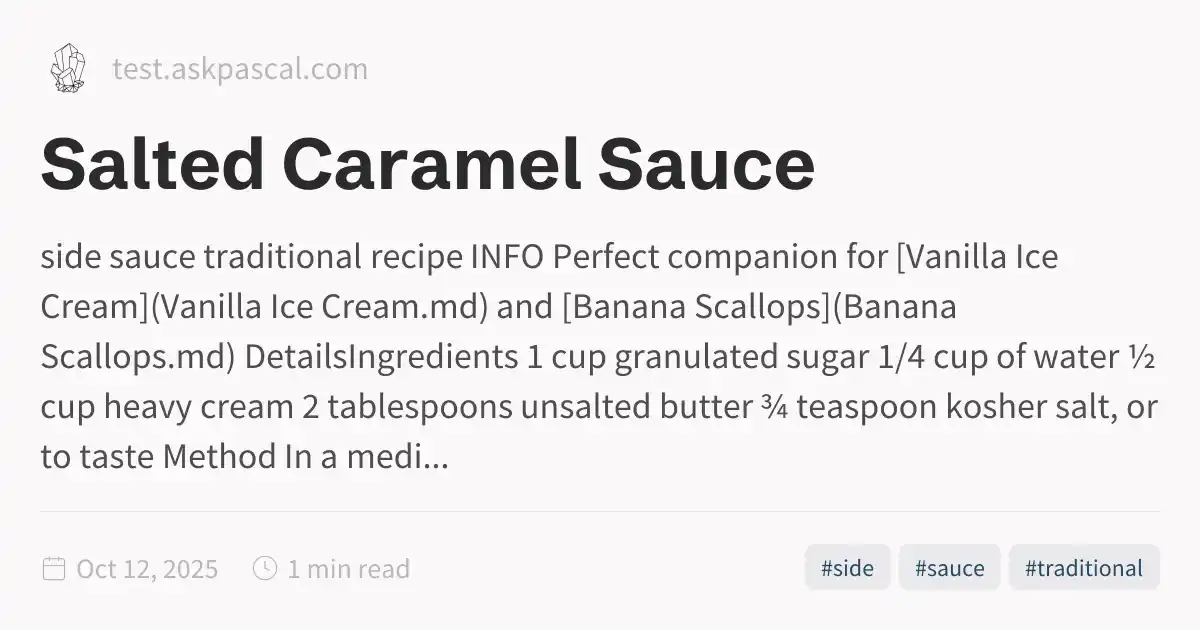 test.askpascal.com
Salted Caramel Sauce
side sauce traditional recipe INFO Perfect companion for [Vanilla Ice
Cream](Vanilla Ice Cream.md) and [Banana Scallops](Banana
Scallops.md) DetailsIngredients 1 cup granulated sugar 1/4 cup of water ½
cup heavy cream 2 tablespoons unsalted butter ¾ teaspoon kosher salt, or
to taste Method In a medi...
Oct 12, 2025 1 min read #side #sauce #traditional